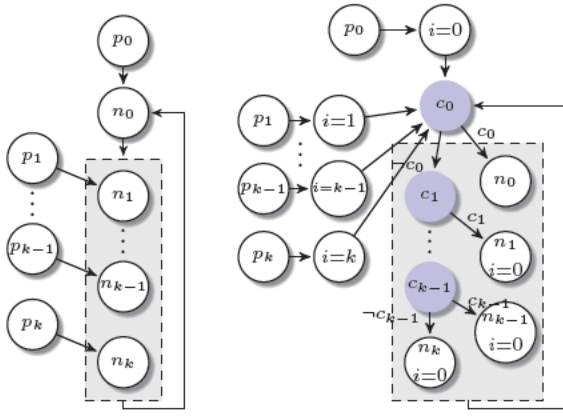 p₀
n₀
p₁
n₁
pₖ₋₁
nₖ₋₁
pₖ
nₖ
p₀
i=0
c₀
p₁
i=1
c₀
¬c₀
pₖ₋₁
i=k−1
c₁
n₀
c₁
pₖ
i=k
n₁
i=0
cₖ₋₁
cₖ₋₁
¬cₖ₋₁
nₖ₋₁
i=0
nₖ
i=0